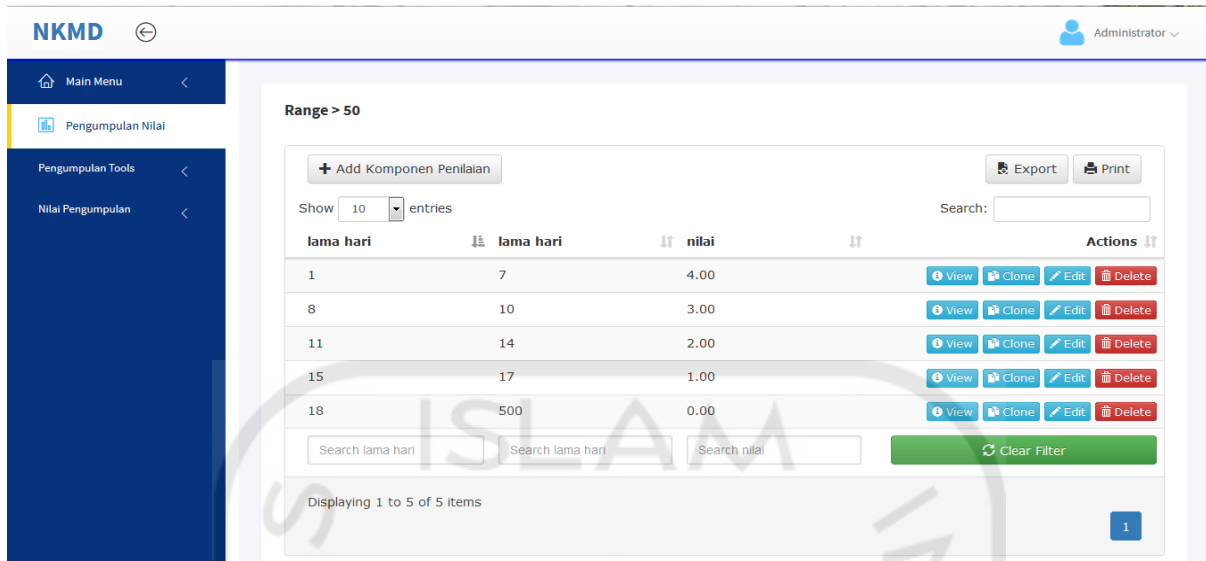 NKMD
Administrator
Main Menu
Pengumpulan Nilai
Pengumpulan Tools
Nilai Pengumpulan
Range > 50
Add Komponen Penilaian
Export Print
Show 10 entries Search:
lama hari lama hari nilai Actions
1 7 4.00 View Clone Edit Delete
8 10 3.00 View Clone Edit Delete
11 14 2.00 View Clone Edit Delete
15 17 1.00 View Clone Edit Delete
18 500 0.00 View Clone Edit Delete
Search lama hari Search lama hari Search nilai Clear Filter
Displaying 1 to 5 of 5 items
1
ISLAM